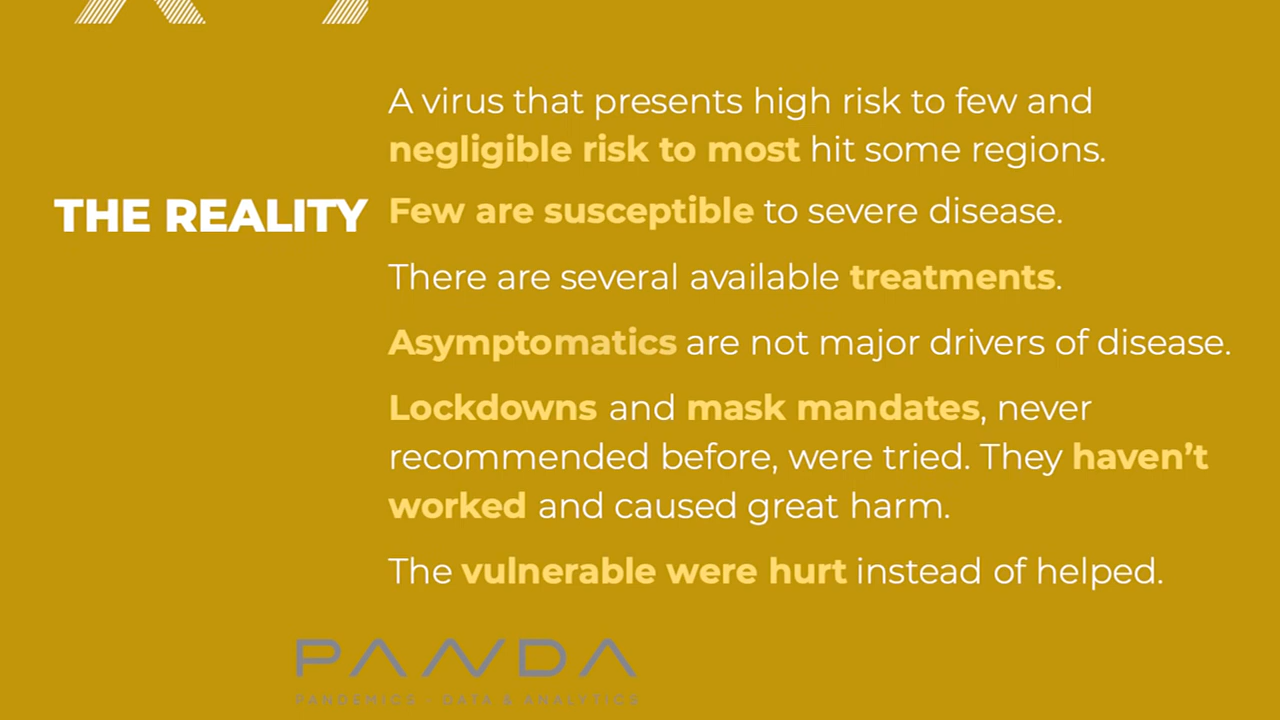 A virus that presents high risk to few and
negligible risk to most hit some regions.
THE REALITY
Few are susceptible to severe disease.
There are several available treatments.
Asymptomatics are not major drivers of disease.
Lockdowns and mask mandates, never
recommended before, were tried. They haven’t
worked and caused great harm.
The vulnerable were hurt instead of helped.
PANDA
PANDEMICS - DATA & ANALYTICS